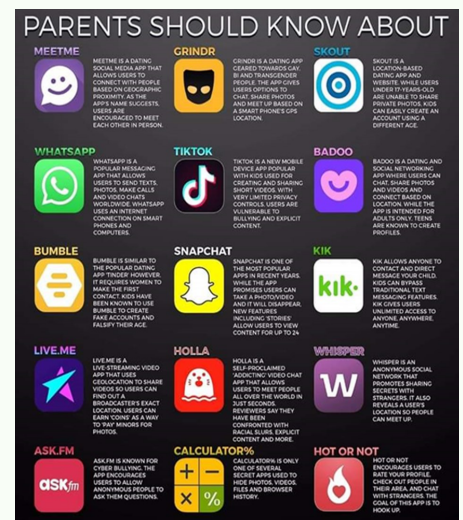 PARENTS SHOULD KNOW ABOUT
MEETME
MEETME IS A DATING
SOCIAL MEDIA APP THAT
ALLOWS USERS TO
CONNECT WITH PEOPLE
BASED ON GEOGRAPHIC
PROXIMITY. AS THE
APP'S NAME SUGGESTS,
USERS ARE
ENCOURAGED TO MEET
EACH OTHER IN PERSON.
GRINDR
GRINDR IS A DATING APP
GEARED TOWARDS GAY,
BI AND TRANSGENDER
PEOPLE. THE APP GIVES
USERS OPTIONS TO
CHAT, SHARE PHOTOS
AND MEET UP BASED ON
A SMART PHONE'S GPS
LOCATION.
SKOUT
SKOUT IS A
LOCATION-BASED
DATING APP AND
WEBSITE. WHILE USERS
UNDER 17-YEARS-OLD
ARE UNABLE TO SHARE
PRIVATE PHOTOS, KIDS
CAN EASILY CREATE AN
ACCOUNT USING A
DIFFERENT AGE.
WHATSAPP
WHATSAPP IS A
POPULAR MESSAGING
APP THAT ALLOWS
USERS TO SEND TEXTS,
PHOTOS, MAKE CALLS
AND VIDEO CHATS
WORLDWIDE. WHATSAPP
USES AN INTERNET
CONNECTION ON SMART
PHONES AND
COMPUTERS.
TIKTOK
TIKTOK IS A NEW MOBILE
DEVICE APP POPULAR
WITH KIDS USED FOR
CREATING AND SHARING
SHORT VIDEOS. WITH
VERY LIMITED PRIVACY
CONTROLS, USERS ARE
VULNERABLE TO
BULLYING AND EXPLICIT
CONTENT.
BADOO
BADOO IS A DATING AND
SOCIAL NETWORKING
APP WHERE USERS CAN
CHAT, SHARE PHOTOS
AND VIDEOS AND
CONNECT BASED ON
LOCATION. WHILE THE
APP IS INTENDED FOR
ADULTS ONLY, TEENS
ARE KNOWN TO CREATE
PROFILES.
BUMBLE
BUMBLE IS SIMILAR TO
THE POPULAR DATING
APP 'TINDER' HOWEVER,
IT REQUIRES WOMEN TO
MAKE THE FIRST
CONTACT. KIDS HAVE
BEEN KNOWN TO USE
BUMBLE TO CREATE
FAKE ACCOUNTS AND
FALSIFY THEIR AGE.
SNAPCHAT
SNAPCHAT IS ONE OF
THE MOST POPULAR
APPS IN RECENT YEARS.
WHILE THE APP
PROMISES USERS CAN
TAKE A PHOTO/VIDEO
AND IT WILL DISAPPEAR,
NEW FEATURES
INCLUDING 'STORIES'
ALLOW USERS TO VIEW
CONTENT FOR UP TO 24
KIK
kik.
KIK ALLOWS ANYONE TO
CONTACT AND DIRECT
MESSAGE YOUR CHILD.
KIDS CAN BYPASS
TRADITIONAL TEXT
MESSAGING FEATURES.
KIK GIVES USERS
UNLIMITED ACCESS TO
ANYONE, ANYWHERE,
ANYTIME.
LIVE.ME
LIVE.ME IS A
LIVE-STREAMING VIDEO
APP THAT USES
GEOLOCATION TO SHARE
VIDEOS SO USERS CAN
FIND OUT A
BROADCASTER'S EXACT
LOCATION. USERS CAN
EARN 'COINS' AS A WAY
TO 'PAY' MINORS FOR
PHOTOS.
HOLLA
HOLLA IS A
SELF-PROCLAIMED
'ADDICTING' VIDEO CHAT
APP THAT ALLOWS
USERS TO MEET PEOPLE
ALL OVER THE WORLD IN
JUST SECONDS.
REVIEWERS SAY THEY
HAVE BEEN
CONFRONTED WITH
RACIAL SLURS, EXPLICIT
CONTENT AND MORE.
WHISPER
W
WHISPER IS AN
ANONYMOUS SOCIAL
NETWORK THAT
PROMOTES SHARING
SECRETS WITH
STRANGERS. IT ALSO
REVEALS A USER'S
LOCATION SO PEOPLE
CAN MEET UP.
ASK.FM
ASKfm
ASK.FM IS KNOWN FOR
CYBER BULLYING. THE
APP ENCOURAGES
USERS TO ALLOW
ANONYMOUS PEOPLE TO
ASK THEM QUESTIONS.
CALCULATOR%
+ −
× %
CALCULATOR% IS ONLY
ONE OF SEVERAL
SECRET APPS USED TO
HIDE PHOTOS, VIDEOS,
FILES AND BROWSER
HISTORY.
HOT OR NOT
HOT OR NOT
ENCOURAGES USERS TO
RATE YOUR PROFILE,
CHECK OUT PEOPLE IN
THEIR AREA, AND CHAT
WITH STRANGERS. THE
GOAL OF THIS APP IS TO
HOOK UP.